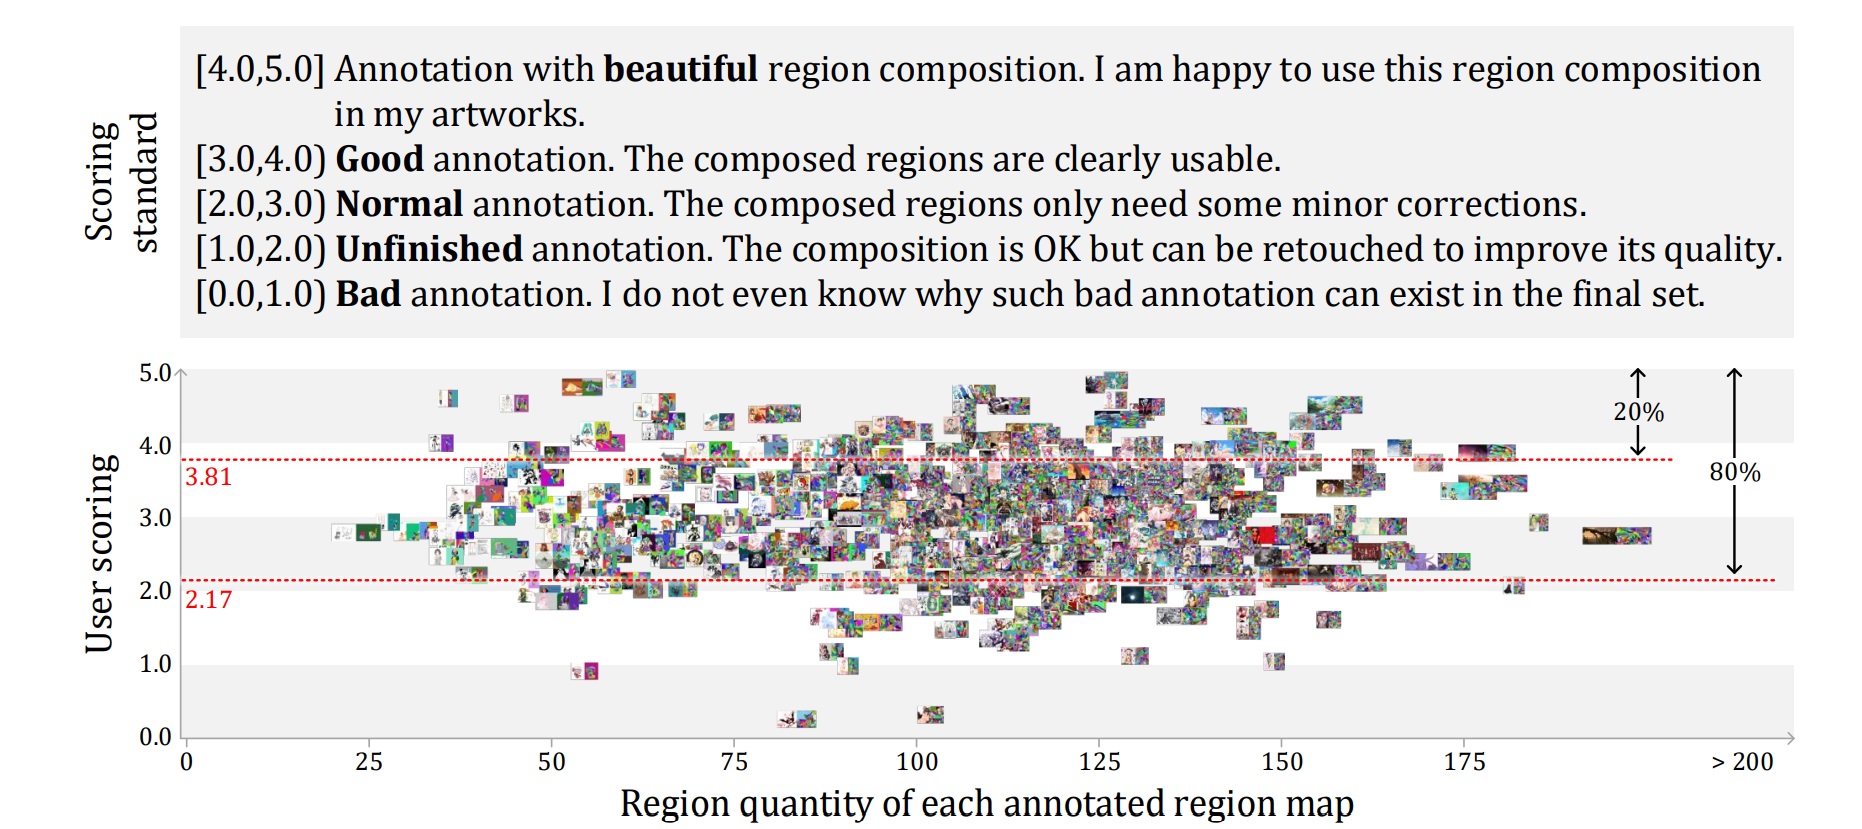 Scoring
standard
[4.0,5.0] Annotation with beautiful region composition. I am happy to use this region composition
in my artworks.
[3.0,4.0) Good annotation. The composed regions are clearly usable.
[2.0,3.0) Normal annotation. The composed regions only need some minor corrections.
[1.0,2.0) Unfinished annotation. The composition is OK but can be retouched to improve its quality.
[0.0,1.0) Bad annotation. I do not even know why such bad annotation can exist in the final set.
User scoring
5.0
4.0
3.81
3.0
2.0
2.17
1.0
0.0
20%
80%
0 25 50 75 100 125 150 175 > 200
Region quantity of each annotated region map